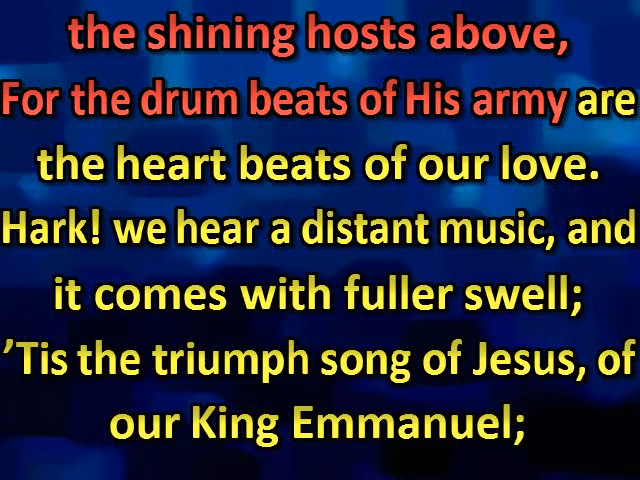 the shining hosts above,
For the drum beats of His army are
the heart beats of our love.
Hark! we hear a distant music, and
it comes with fuller swell;
’Tis the triumph song of Jesus, of
our King Emmanuel;